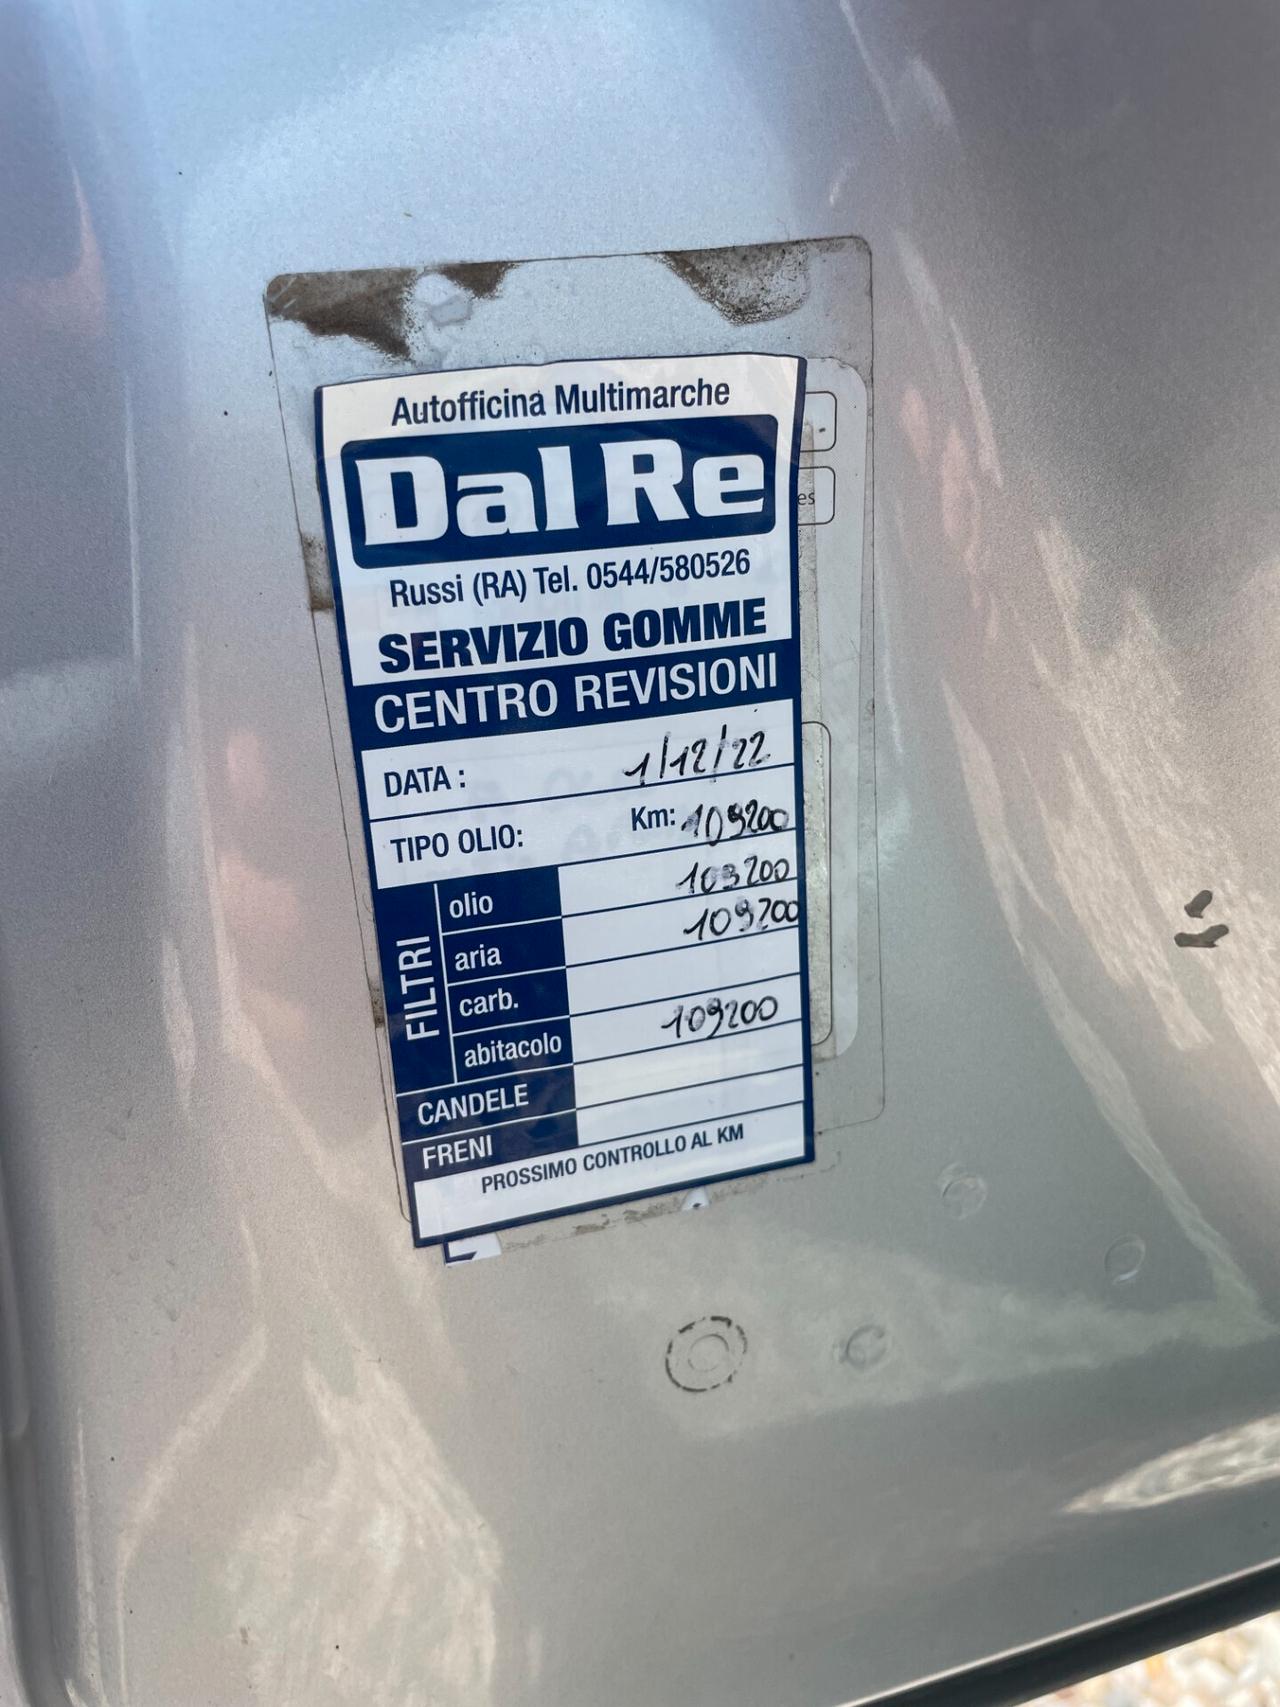 Autofficina Multimarche
Dal Re
Russi (RA) Tel. 0544/580526
SERVIZIO GOMME
CENTRO REVISIONI
DATA: 1/12/22
TIPO OLIO: Km: 109200
FILTRI
olio 109200
aria 109200
carb.
abitacolo 109200
CANDELE
FRENI
PROSSIMO CONTROLLO AL KM
es